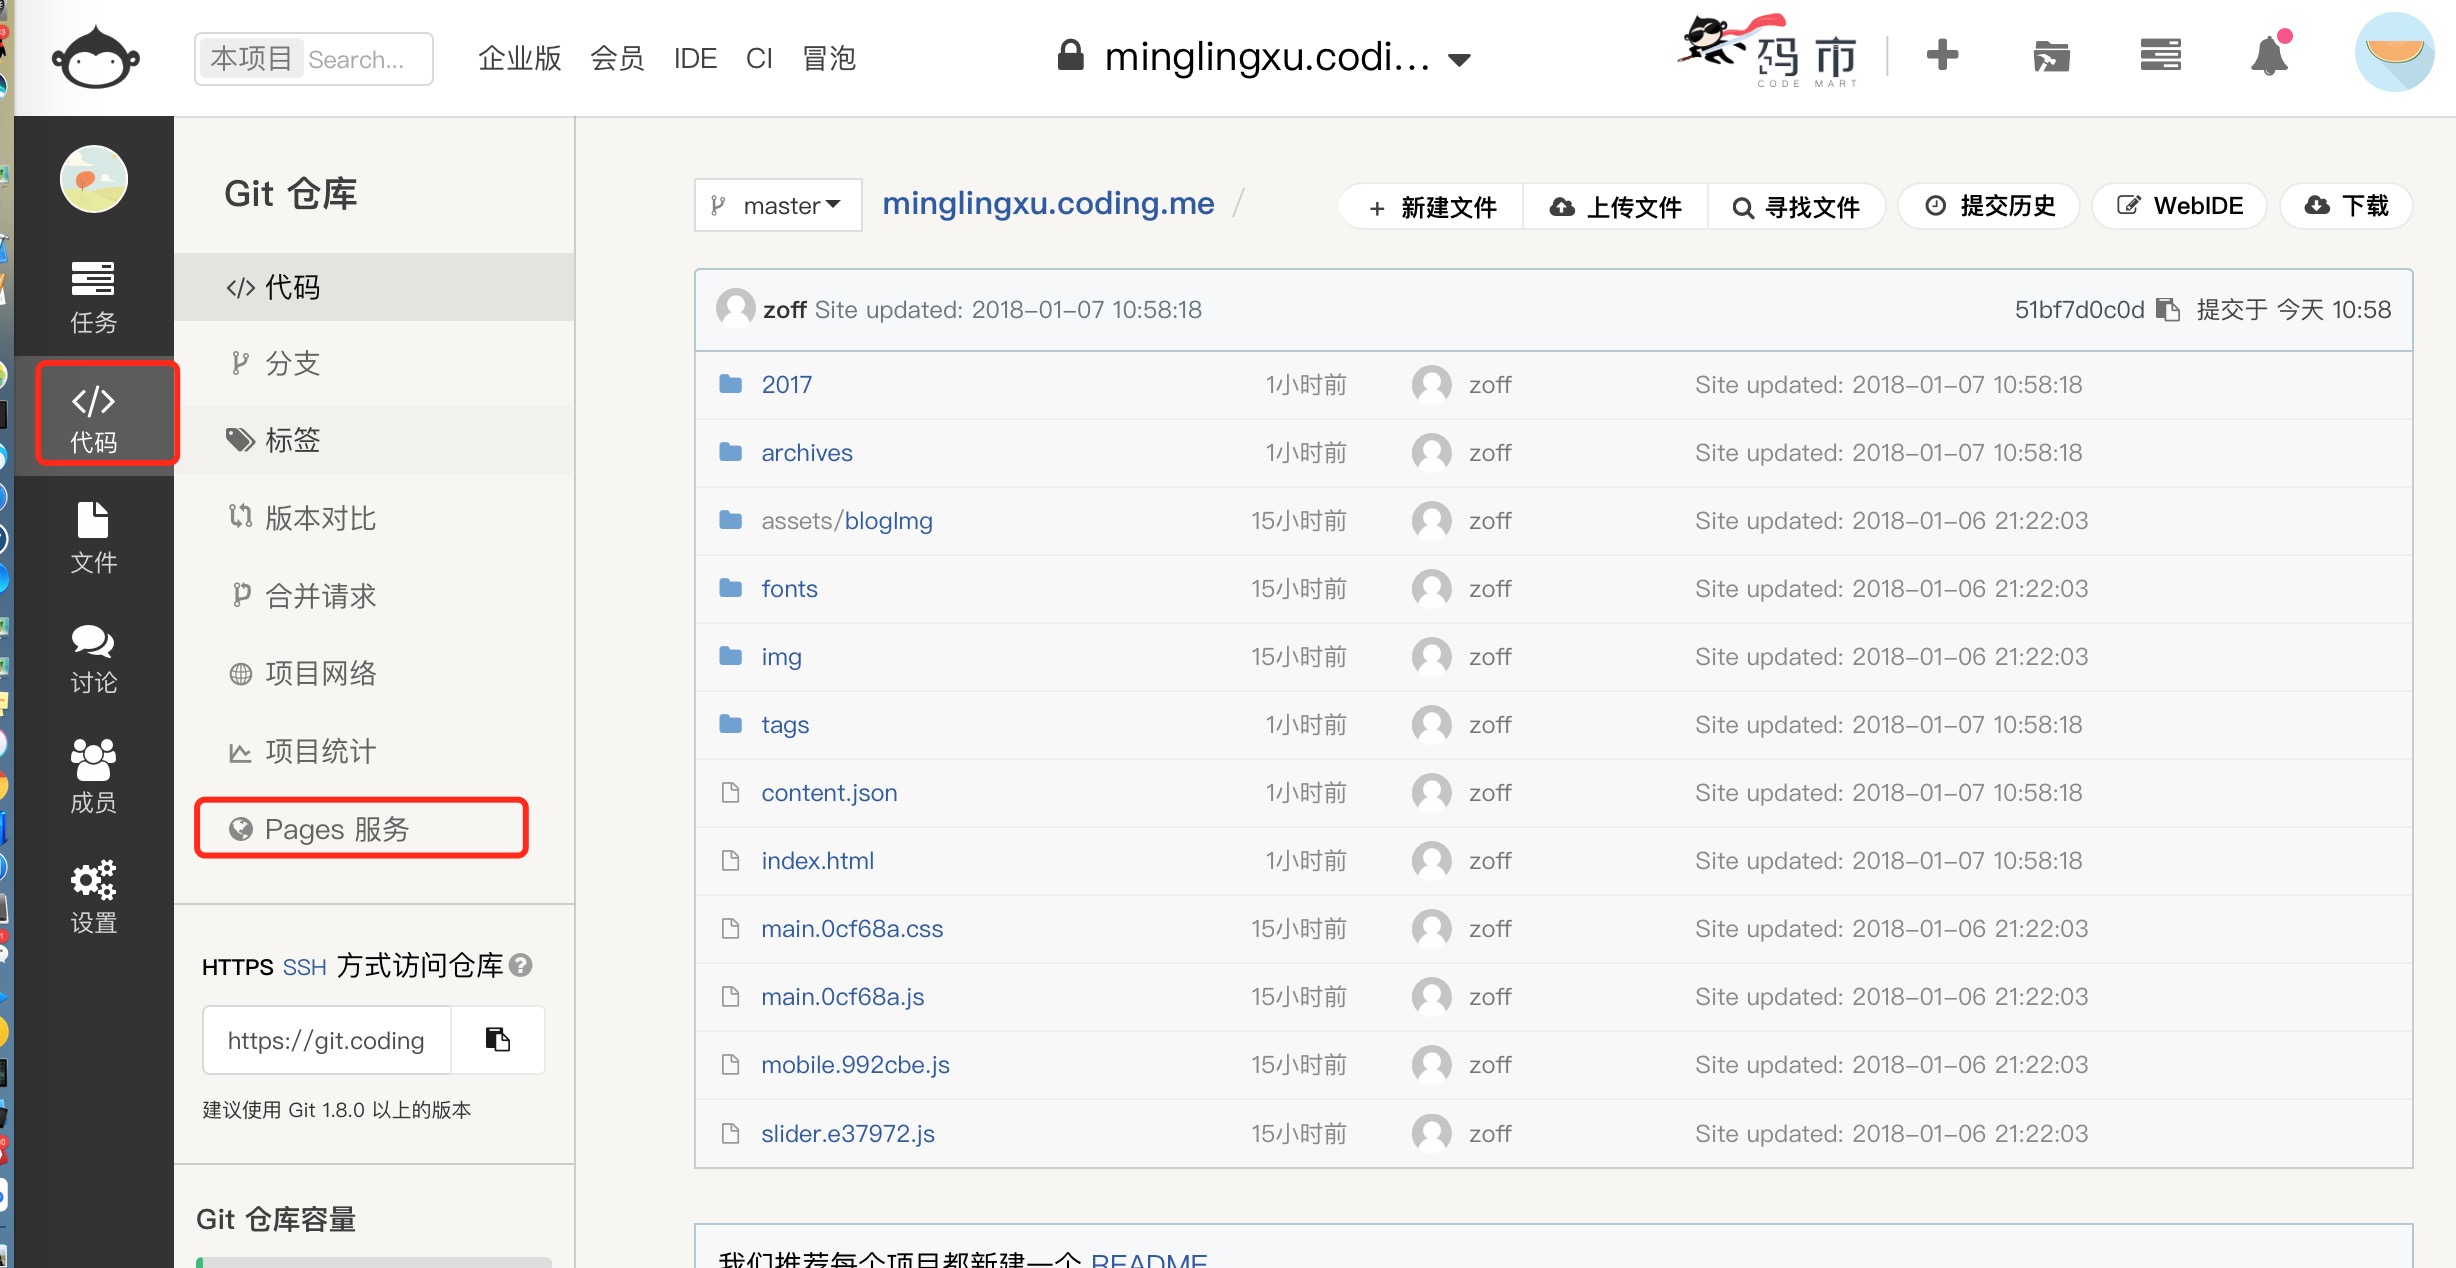 本项目 Search... 企业版 会员 IDE CI 冒泡 minglingxu.codi... 码市 CODE MART
任务
代码
文件
讨论
成员
设置
Git 仓库
代码
分支
标签
版本对比
合并请求
项目网络
项目统计
Pages 服务
HTTPS SSH 方式访问仓库 ?
https://git.coding
建议使用 Git 1.8.0 以上的版本
Git 仓库容量
master minglingxu.coding.me / + 新建文件 上传文件 寻找文件 提交历史 WebIDE 下载
zoff Site updated: 2018-01-07 10:58:18 51bf7d0c0d 提交于 今天 10:58
2017 1小时前 zoff Site updated: 2018-01-07 10:58:18
archives 1小时前 zoff Site updated: 2018-01-07 10:58:18
assets/blogImg 15小时前 zoff Site updated: 2018-01-06 21:22:03
fonts 15小时前 zoff Site updated: 2018-01-06 21:22:03
img 15小时前 zoff Site updated: 2018-01-06 21:22:03
tags 1小时前 zoff Site updated: 2018-01-07 10:58:18
content.json 1小时前 zoff Site updated: 2018-01-07 10:58:18
index.html 1小时前 zoff Site updated: 2018-01-07 10:58:18
main.0cf68a.css 15小时前 zoff Site updated: 2018-01-06 21:22:03
main.0cf68a.js 15小时前 zoff Site updated: 2018-01-06 21:22:03
mobile.992cbe.js 15小时前 zoff Site updated: 2018-01-06 21:22:03
slider.e37972.js 15小时前 zoff Site updated: 2018-01-06 21:22:03
我们推荐每个项目都新建一个 README